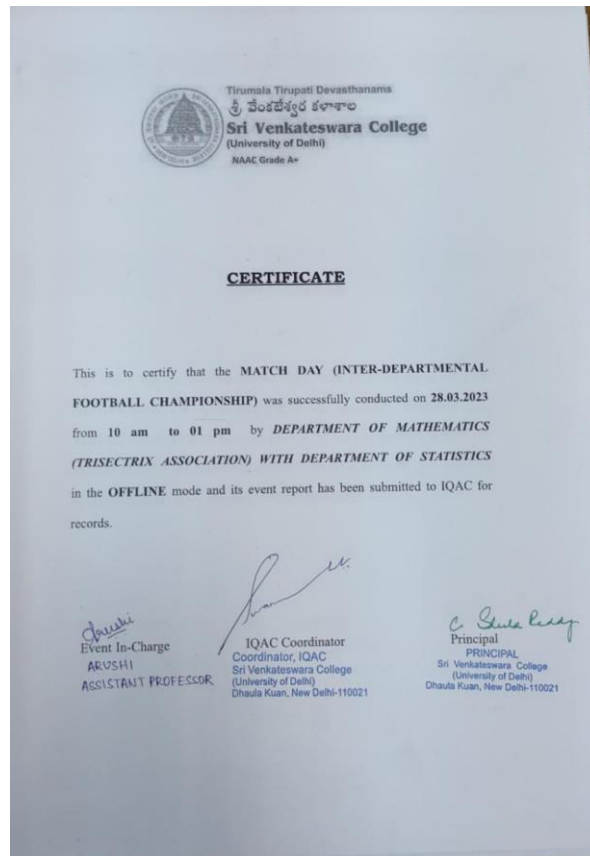 Tirumala Tirupati Devasthanams
శ్రీ వేంకటేశ్వర కళాశాల
Sri Venkateswara College
(University of Delhi)
NAAC Grade A+
CERTIFICATE
This is to certify that the MATCH DAY (INTER-DEPARTMENTAL
FOOTBALL CHAMPIONSHIP) was successfully conducted on 28.03.2023
from 10 am to 01 pm by DEPARTMENT OF MATHEMATICS
(TRISECTRIX ASSOCIATION) WITH DEPARTMENT OF STATISTICS
in the OFFLINE mode and its event report has been submitted to IQAC for
records.
Arushi
Event In-Charge
ARUSHI
ASSISTANT PROFESSOR
IQAC Coordinator
Coordinator, IQAC
Sri Venkateswara College
(University of Delhi)
Dhaula Kuan, New Delhi-110021
C. Sheela Reddy
Principal
PRINCIPAL
Sri Venkateswara College
(University of Delhi)
Dhaula Kuan, New Delhi-110021